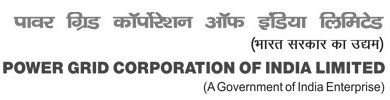 पावर ग्रिड कॉर्पोरेशन ऑफ इंडिया लिमिटेड
(भारत सरकार का उद्यम)
POWER GRID CORPORATION OF INDIA LIMITED
(A Government of India Enterprise)